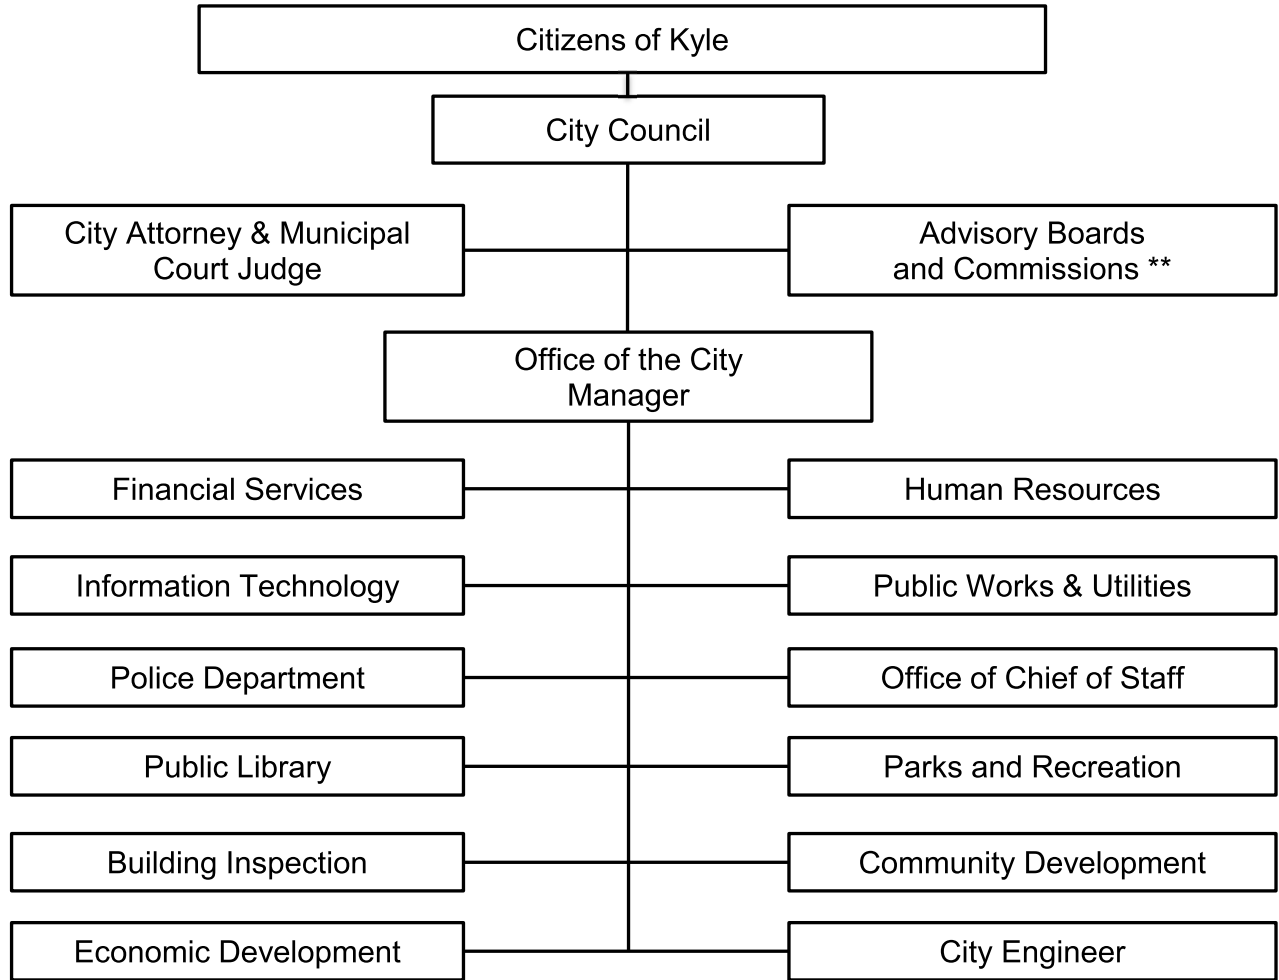 Citizens of Kyle
City Council
City Attorney & Municipal
Court Judge
Advisory Boards
and Commissions **
Office of the City
Manager
Financial Services
Human Resources
Information Technology
Public Works & Utilities
Police Department
Office of Chief of Staff
Public Library
Parks and Recreation
Building Inspection
Community Development
Economic Development
City Engineer